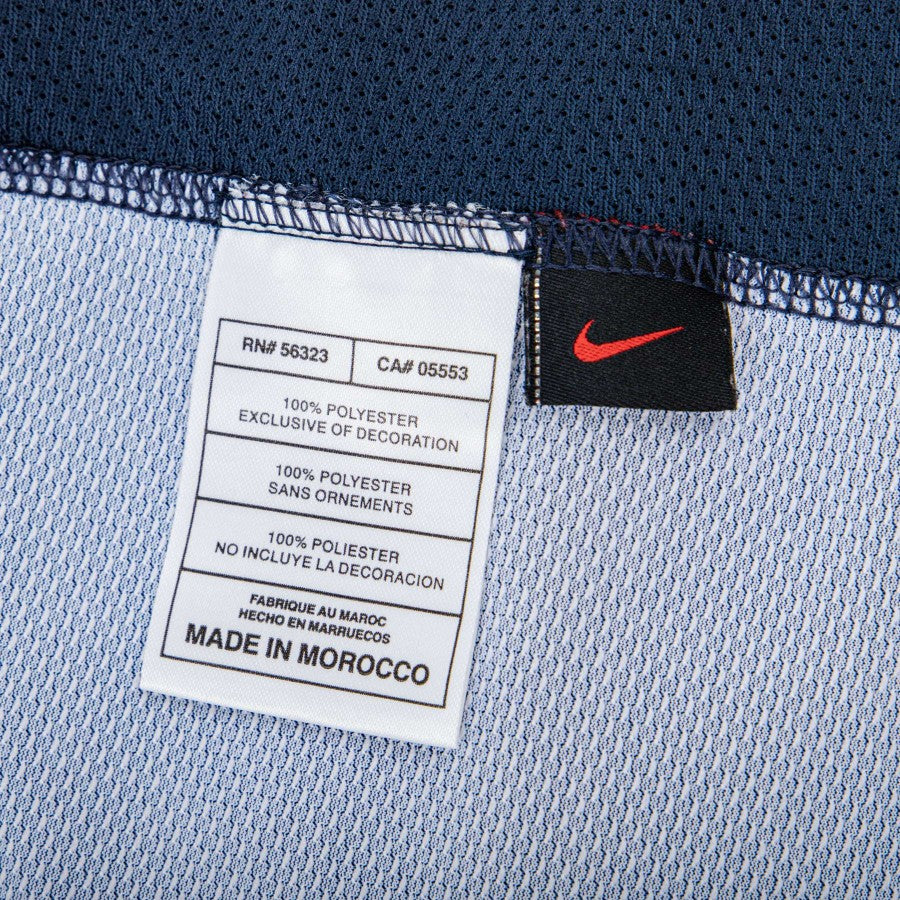 RN# 56323
CA# 05553
100% POLYESTER
EXCLUSIVE OF DECORATION
100% POLYESTER
SANS ORNEMENTS
100% POLIESTER
NO INCLUYE LA DECORACION
FABRIQUE AU MAROC
HECHO EN MARRUECOS
MADE IN MOROCCO